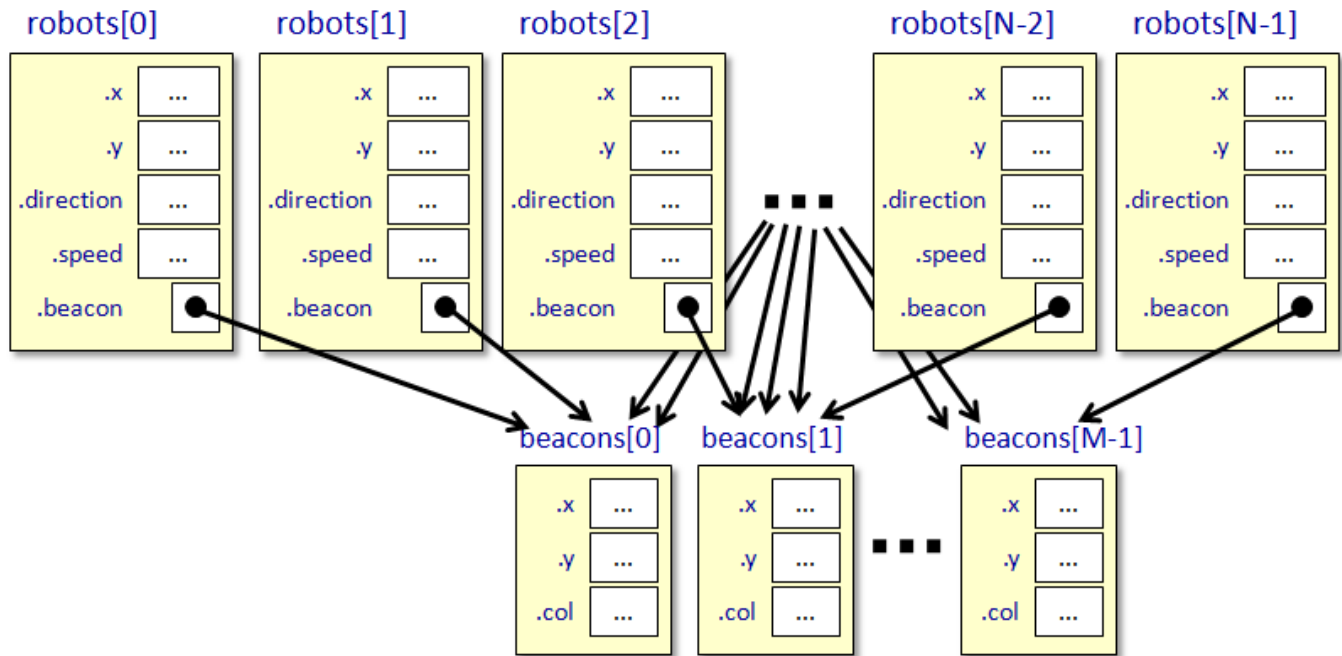 robots[0] robots[1] robots[2] robots[N-2] robots[N-1]
.x ... .x ... .x ... .x ... .x ...
.y ... .y ... .y ... .y ... .y ...
.direction ... .direction ... .direction ... ... .direction ... .direction ...
.speed ... .speed ... .speed ... .speed ... .speed ...
.beacon .beacon .beacon .beacon .beacon
beacons[0] beacons[1] beacons[M-1]
.x ... .x ... .x ...
.y ... .y ... ... .y ...
.col ... .col ... .col ...